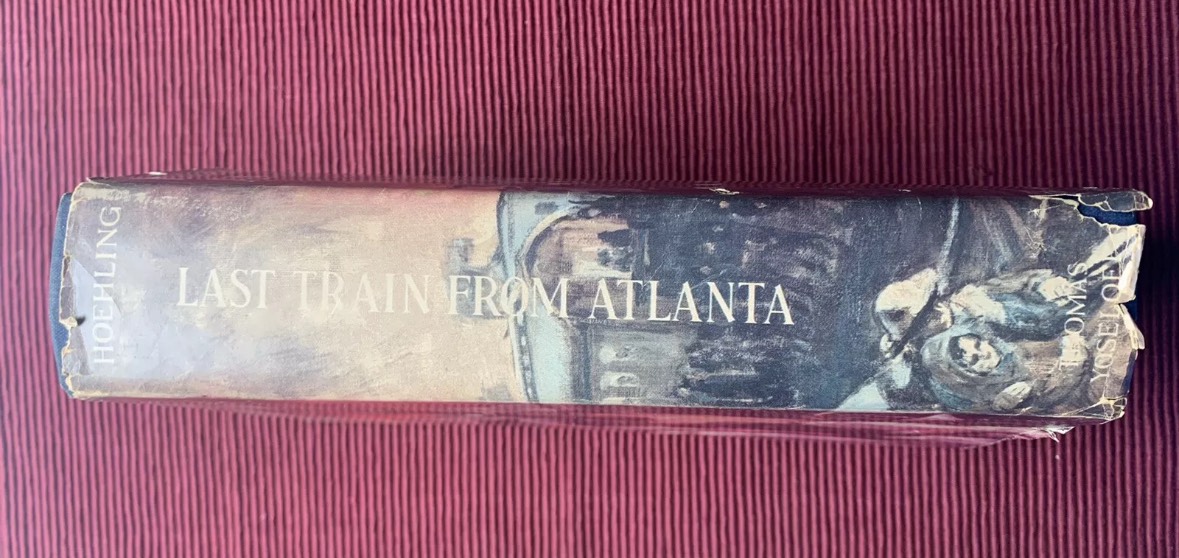 HOEHLING
LAST TRAIN FROM ATLANTA
THOMAS
YOSELOFF